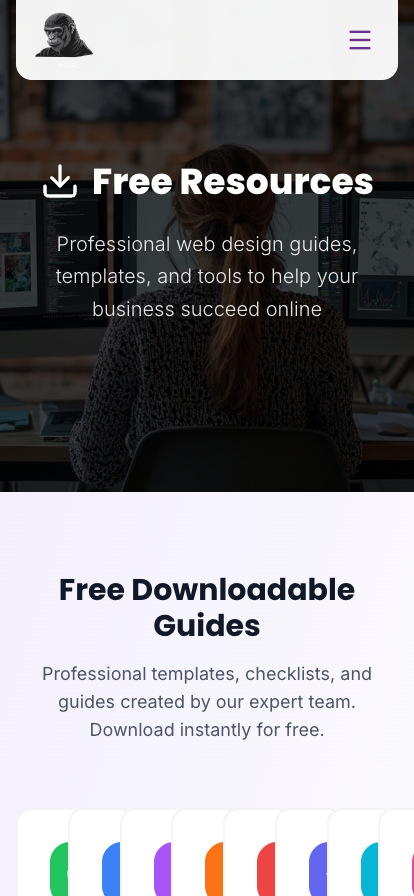 Free Resources
Professional web design guides,
templates, and tools to help your
business succeed online
Free Downloadable
Guides
Professional templates, checklists, and
guides created by our expert team.
Download instantly for free.